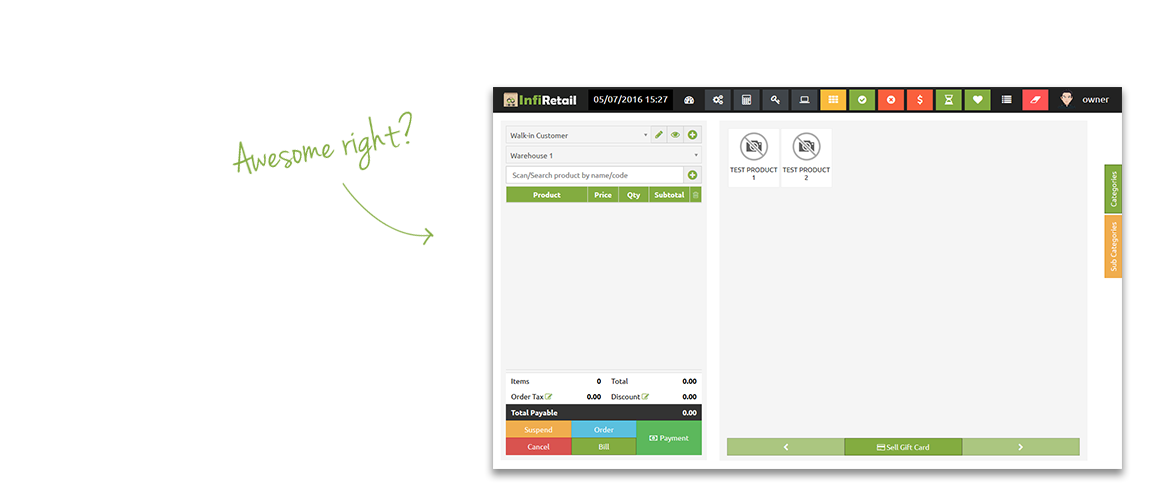 Awesome right?
InfiRetail 05/07/2016 15:27 owner
Walk-in Customer
Warehouse 1
Scan/Search product by name/code
Product Price Qty Subtotal
Items 0 Total 0.00
Order Tax 0.00 Discount 0.00
Total Payable 0.00
Suspend Order
Payment
Cancel Bill
TEST PRODUCT
1
TEST PRODUCT
2
Sell Gift Card
Categories
Sub Categories